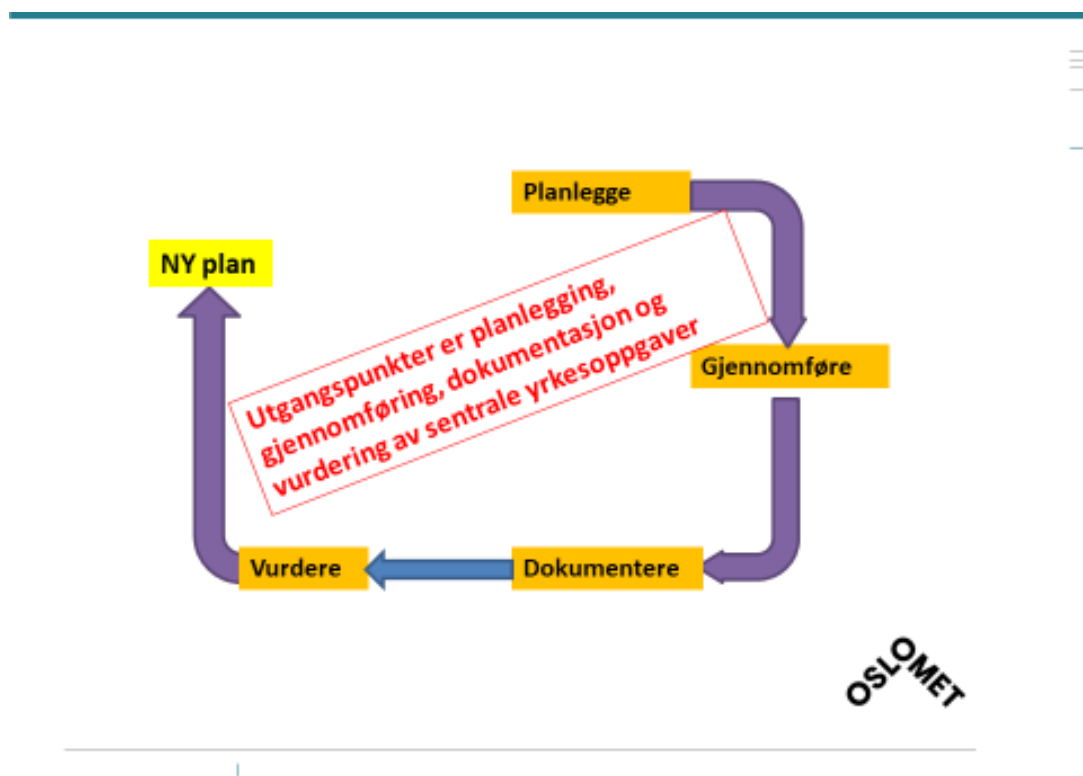 Planlegge
NY plan
Utgangspunkter er planlegging,
gjennomføring, dokumentasjon og
vurdering av sentrale yrkesoppgaver
Gjennomføre
Vurdere
Dokumentere
OSLOMET